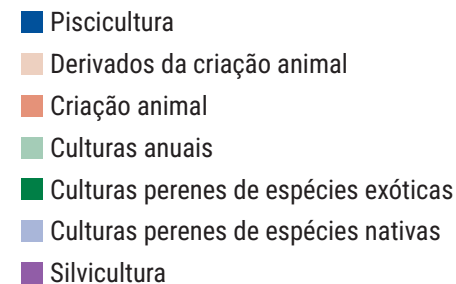 Piscicultura
Derivados da criação animal
Criação animal
Culturas anuais
Culturas perenes de espécies exóticas
Culturas perenes de espécies nativas
Silvicultura